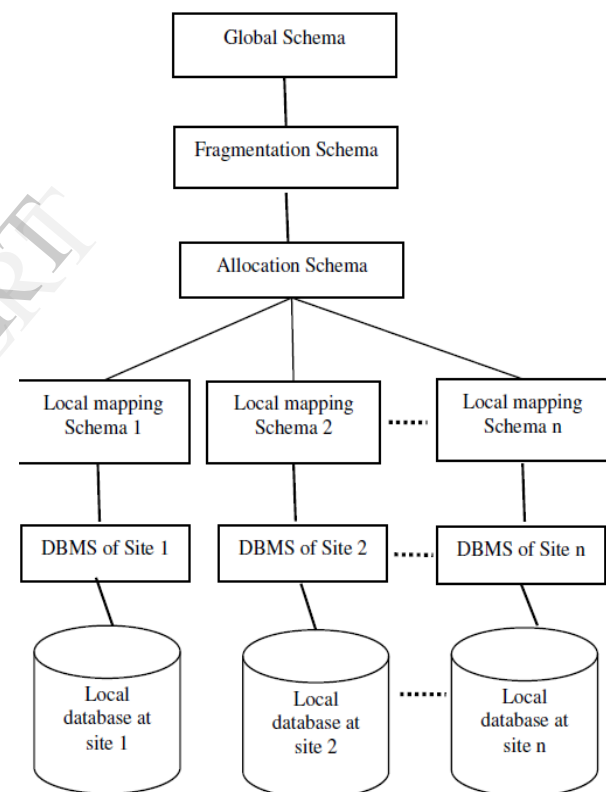 Global Schema
Fragmentation Schema
Allocation Schema
Local mapping
Schema 1
Local mapping
Schema 2
Local mapping
Schema n
DBMS of Site 1
DBMS of Site 2
DBMS of Site n
Local
database at
site 1
Local
database at
site 2
Local
database at
site n